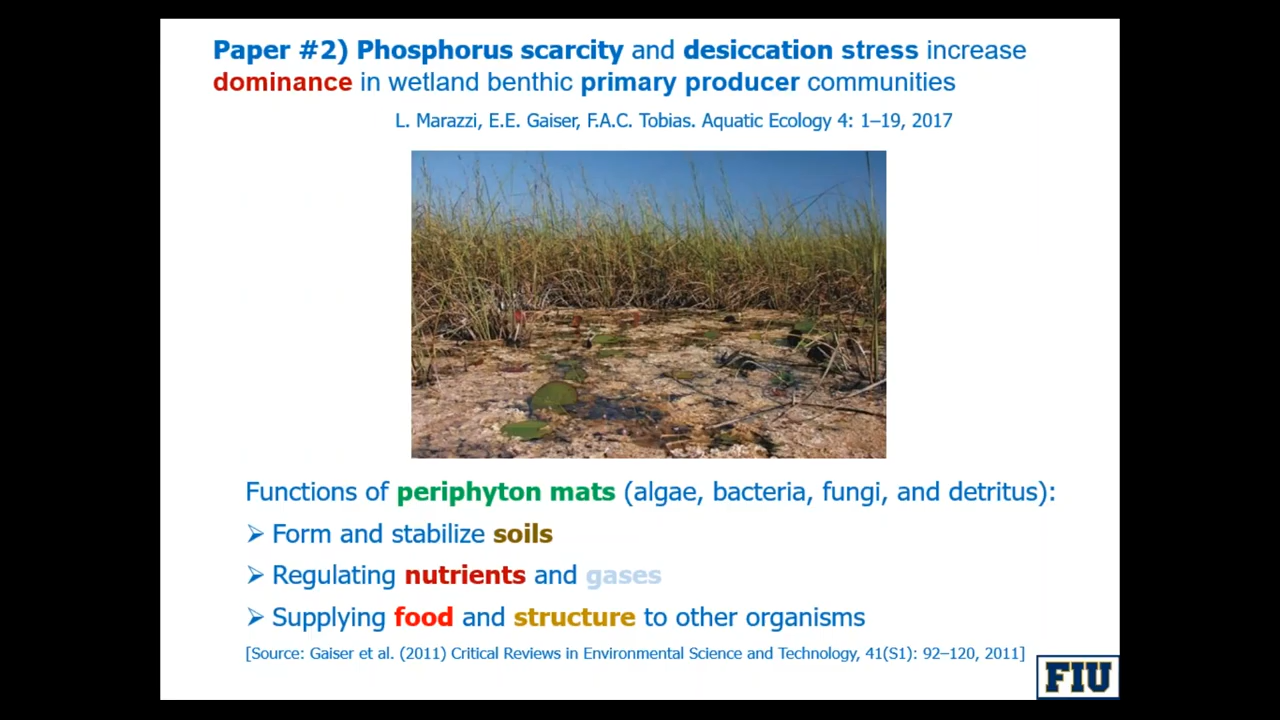 Paper #2) Phosphorus scarcity and desiccation stress increase
dominance in wetland benthic primary producer communities
L. Marazzi, E.E. Gaiser, F.A.C. Tobias. Aquatic Ecology 4: 1–19, 2017
Functions of periphyton mats (algae, bacteria, fungi, and detritus):
➢ Form and stabilize soils
➢ Regulating nutrients and gases
➢ Supplying food and structure to other organisms
[Source: Gaiser et al. (2011) Critical Reviews in Environmental Science and Technology, 41(S1): 92–120, 2011]
FIU